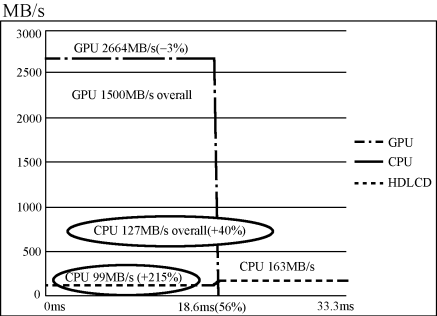 MB/s
3000
GPU 2664MB/s(−3%)
2500
GPU 1500MB/s overall
2000
1500
GPU
CPU
HDLCD
1000
CPU 127MB/s overall(+40%)
500
CPU 99MB/s (+215%)
CPU 163MB/s
0
0ms
18.6ms(56%)
33.3ms